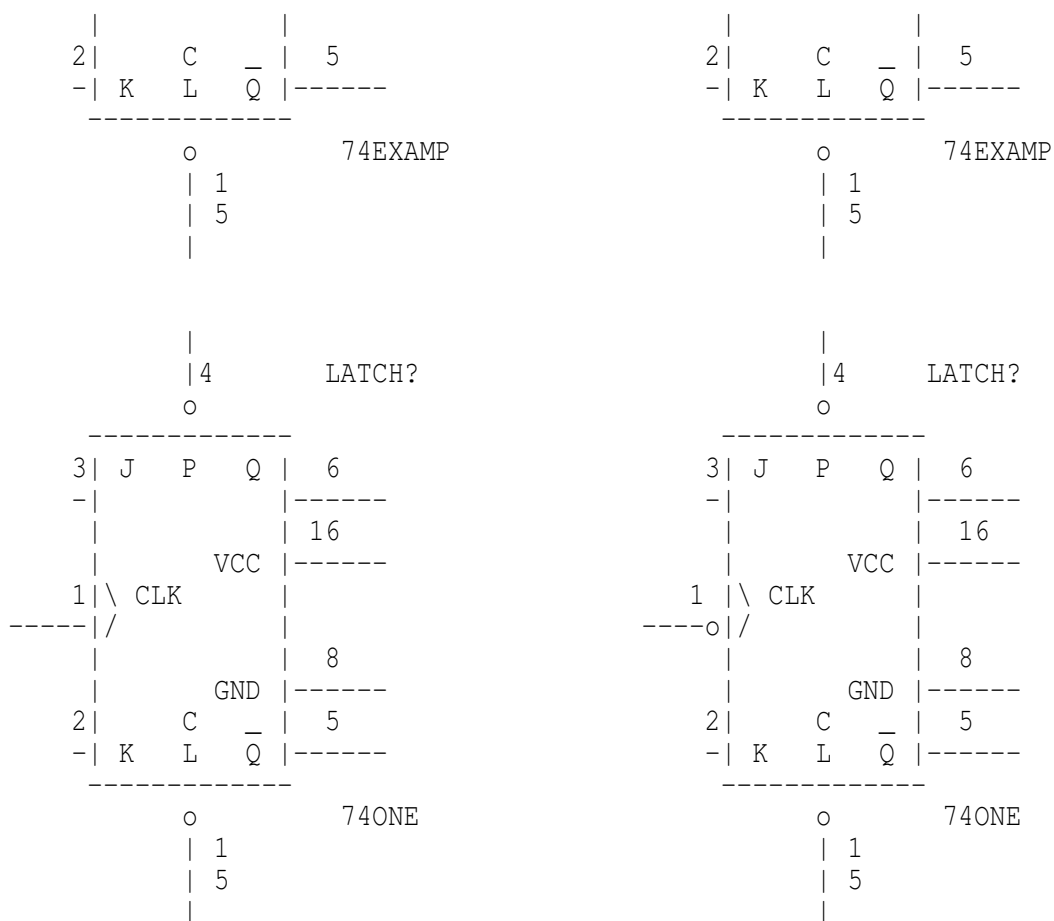 | | | |
2| C _ | 5 2| C _ | 5
-| K L Q |------ -| K L Q |------
------------- -------------
o 74EXAMP o 74EXAMP
| 1 | 1
| 5 | 5
| |
| |
|4 LATCH? |4 LATCH?
o o
------------- -------------
3| J P Q | 6 3| J P Q | 6
-| |------ -| |------
| | 16 | | 16
| VCC |------ | VCC |------
1|\ CLK | 1 |\ CLK |
-----|/ | ----o|/ |
| | 8 | | 8
| GND |------ | GND |------
2| C _ | 5 2| C _ | 5
-| K L Q |------ -| K L Q |------
------------- -------------
o 74ONE o 74ONE
| 1 | 1
| 5 | 5
| |